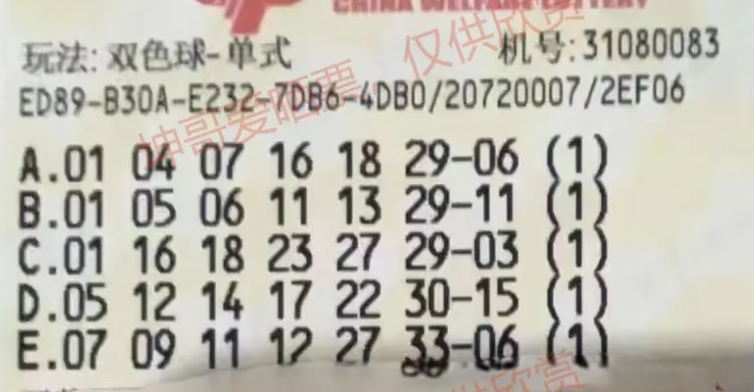 CHINA WELFARE LOTTERY
玩法: 双色球-单式 机号:31080083
ED89-B30A-E232-7DB6-4DB0/20720007/2EF06
坤哥爱晒票,仅供欣赏
A.01 04 07 16 18 29-06 (1)
B.01 05 06 11 13 29-11 (1)
C.01 16 18 23 27 29-03 (1)
D.05 12 14 17 22 30-15 (1)
E.07 09 11 12 27 33-06 (1)
供欣赏